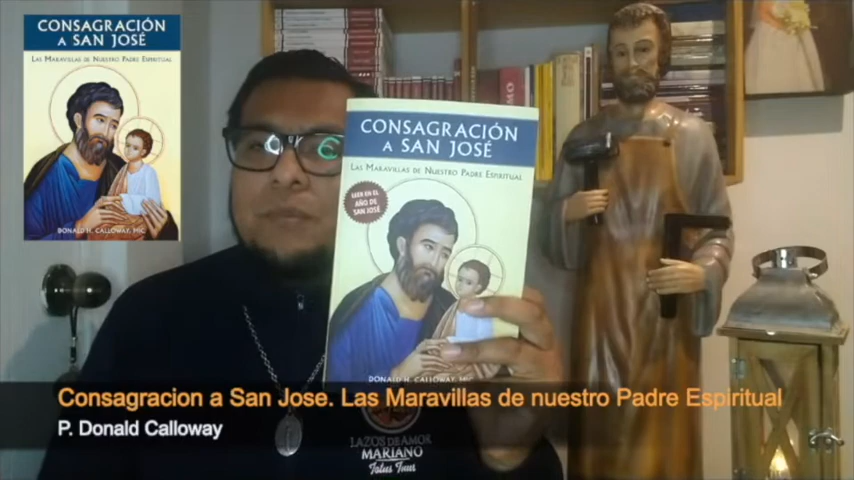 CONSAGRACIÓN
A SAN JOSÉ
LAS MARAVILLAS DE NUESTRO PADRE ESPIRITUAL
DONALD H. CALLOWAY, MIC
CONSAGRACIÓN
A SAN JOSÉ
LAS MARAVILLAS DE NUESTRO PADRE ESPIRITUAL
LEER EN EL
AÑO DE
SAN JOSÉ
DONALD H. CALLOWAY, MIC
Consagracion a San Jose. Las Maravillas de nuestro Padre Espiritual
P. Donald Calloway
LAZOS DE AMOR
MARIANO
Totus Tuus